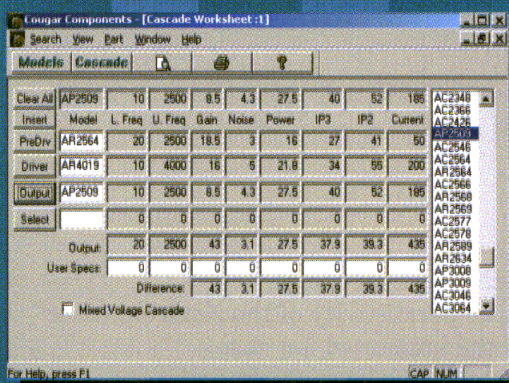 Cougar Components - [Cascade Worksheet :1]
Search View Part Window Help
Models Cascade ?
Clear All AP2509 10 2500 8.5 4.3 27.5 40 52 185
Insert Model L. Freq U. Freq Gain Noise Power IP3 IP2 Current
PreDrv AR2564 20 2500 18.5 3 16 27 41 50
Driver AR4019 10 4000 16 5 21.8 34 55 200
Output AP2509 10 2500 8.5 4.3 27.5 40 52 185
Select 0 0 0 0 0 0 0 0
Output: 20 2500 43 3.1 27.5 37.9 39.3 435
User Specs: 0 0 0 0 0 0 0 0
Difference: 43 3.1 27.5 37.9 39.3 435
Mixed Voltage Cascade
AC2348
AC2366
AC2426
AP2509
AC2546
AC2564
AR2564
AC2566
AR2568
AR2569
AC2577
AC2578
AR2589
AR2634
AP3008
AP3009
AC3046
AC3064
For Help, press F1
CAP NUM